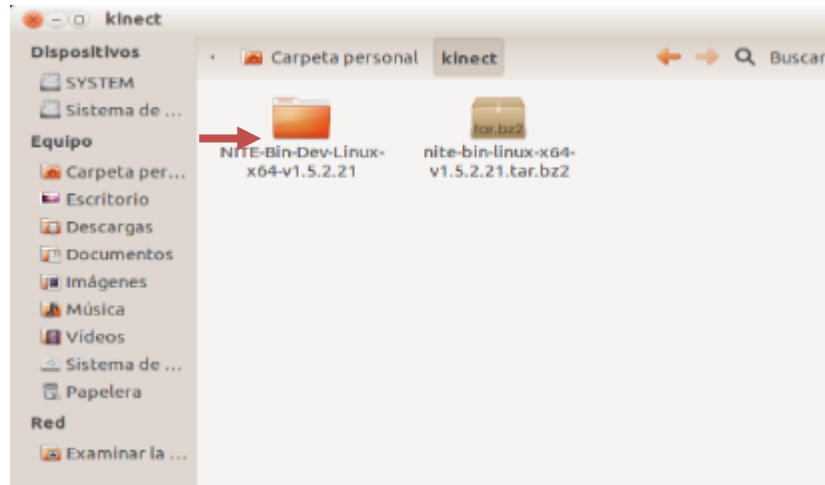 kinect
Dispositivos
SYSTEM
Sistema de ...
Equipo
Carpeta per...
Escritorio
Descargas
Documentos
Imágenes
Música
Vídeos
Sistema de ...
Papelera
Red
Examinar la ...
Carpeta personal
kinect
Buscar
NITE-Bin-Dev-Linux-
x64-v1.5.2.21
tar.bz2
nite-bin-linux-x64-
v1.5.2.21.tar.bz2